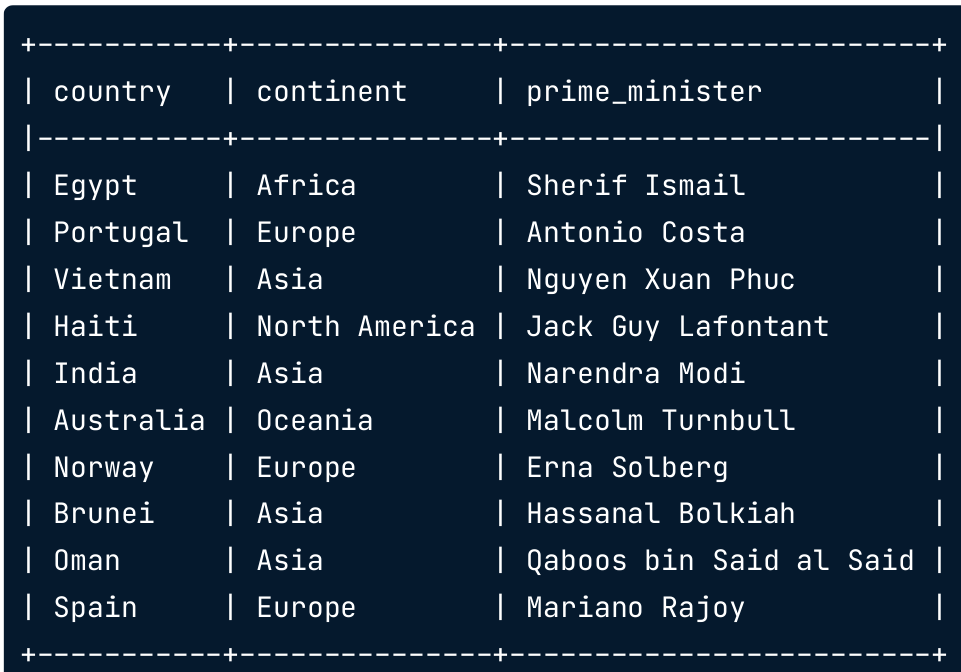 +-----------+---------------+-------------------------+
| country   | continent     | prime_minister          |
|-----------+---------------+-------------------------|
| Egypt     | Africa        | Sherif Ismail           |
| Portugal  | Europe        | Antonio Costa           |
| Vietnam   | Asia          | Nguyen Xuan Phuc        |
| Haiti     | North America | Jack Guy Lafontant      |
| India     | Asia          | Narendra Modi           |
| Australia | Oceania       | Malcolm Turnbull        |
| Norway    | Europe        | Erna Solberg            |
| Brunei    | Asia          | Hassanal Bolkiah        |
| Oman      | Asia          | Qaboos bin Said al Said |
| Spain     | Europe        | Mariano Rajoy           |
+-----------+---------------+-------------------------+